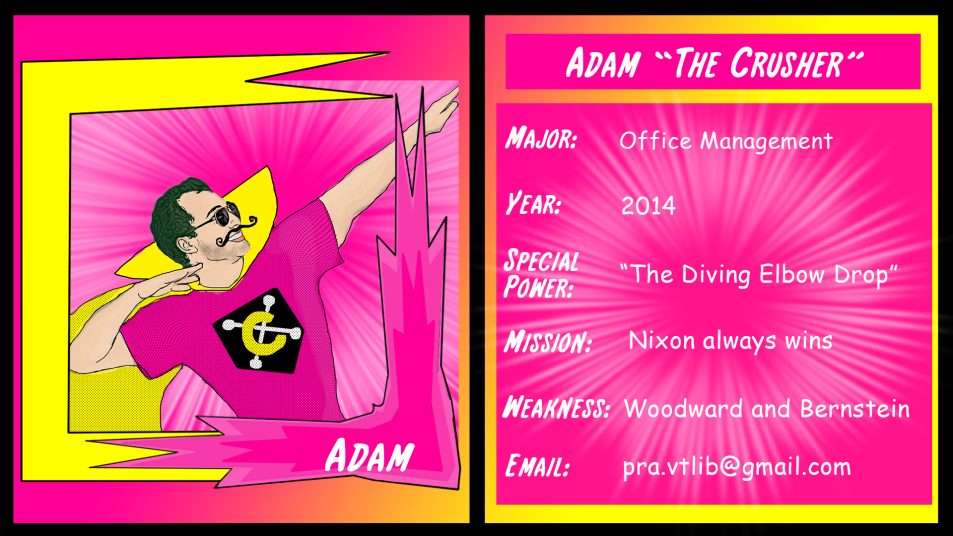 Adam
Adam “The Crusher”
Major: Office Management
Year: 2014
Special
Power: “The Diving Elbow Drop”
Mission: Nixon always wins
Weakness: Woodward and Bernstein
Email: pra.vtlib@gmail.com